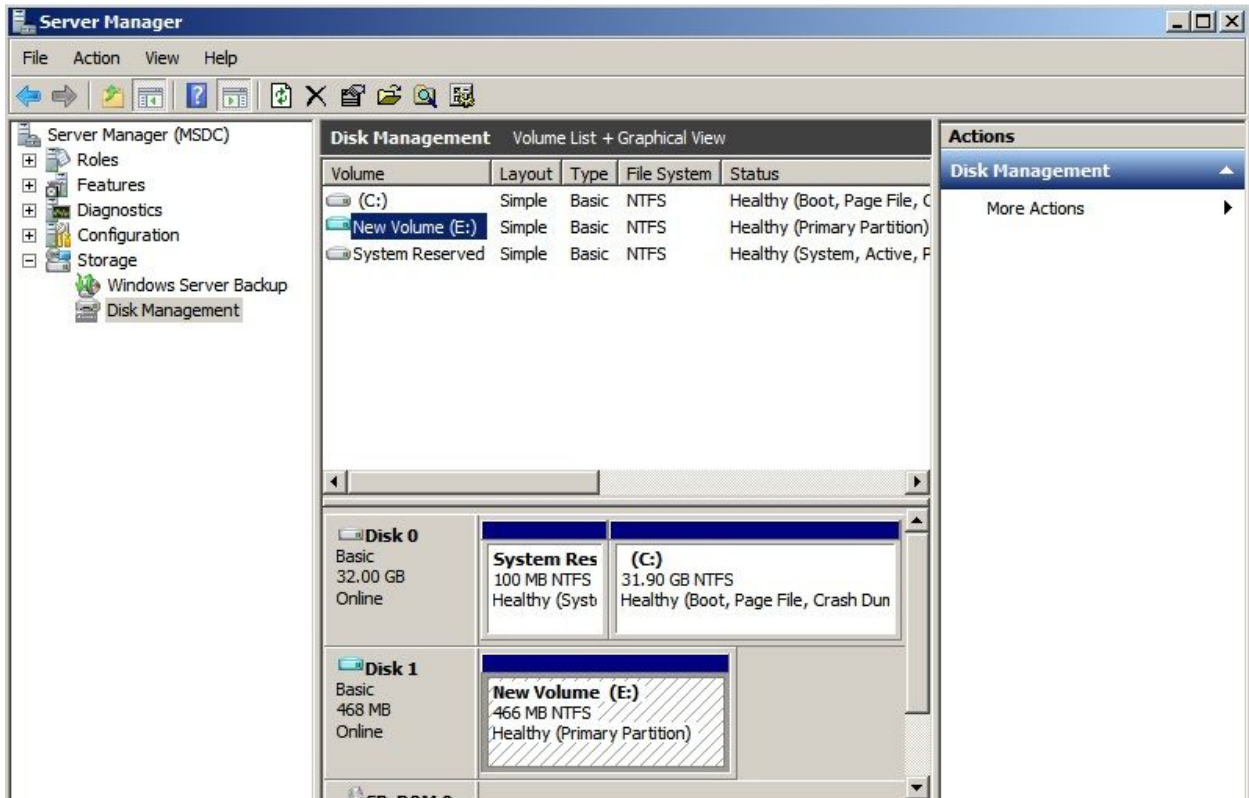 Server Manager
File Action View Help
Server Manager (MSDC)
Roles
Features
Diagnostics
Configuration
Storage
Windows Server Backup
Disk Management
Disk Management Volume List + Graphical View
Volume Layout Type File System Status
(C:) Simple Basic NTFS Healthy (Boot, Page File, C
New Volume (E:) Simple Basic NTFS Healthy (Primary Partition)
System Reserved Simple Basic NTFS Healthy (System, Active, P
Disk 0
Basic
32.00 GB
Online
System Res
100 MB NTFS
Healthy (Syst
(C:)
31.90 GB NTFS
Healthy (Boot, Page File, Crash Dun
Disk 1
Basic
468 MB
Online
New Volume (E:)
466 MB NTFS
Healthy (Primary Partition)
CD-ROM 0
Actions
Disk Management
More Actions